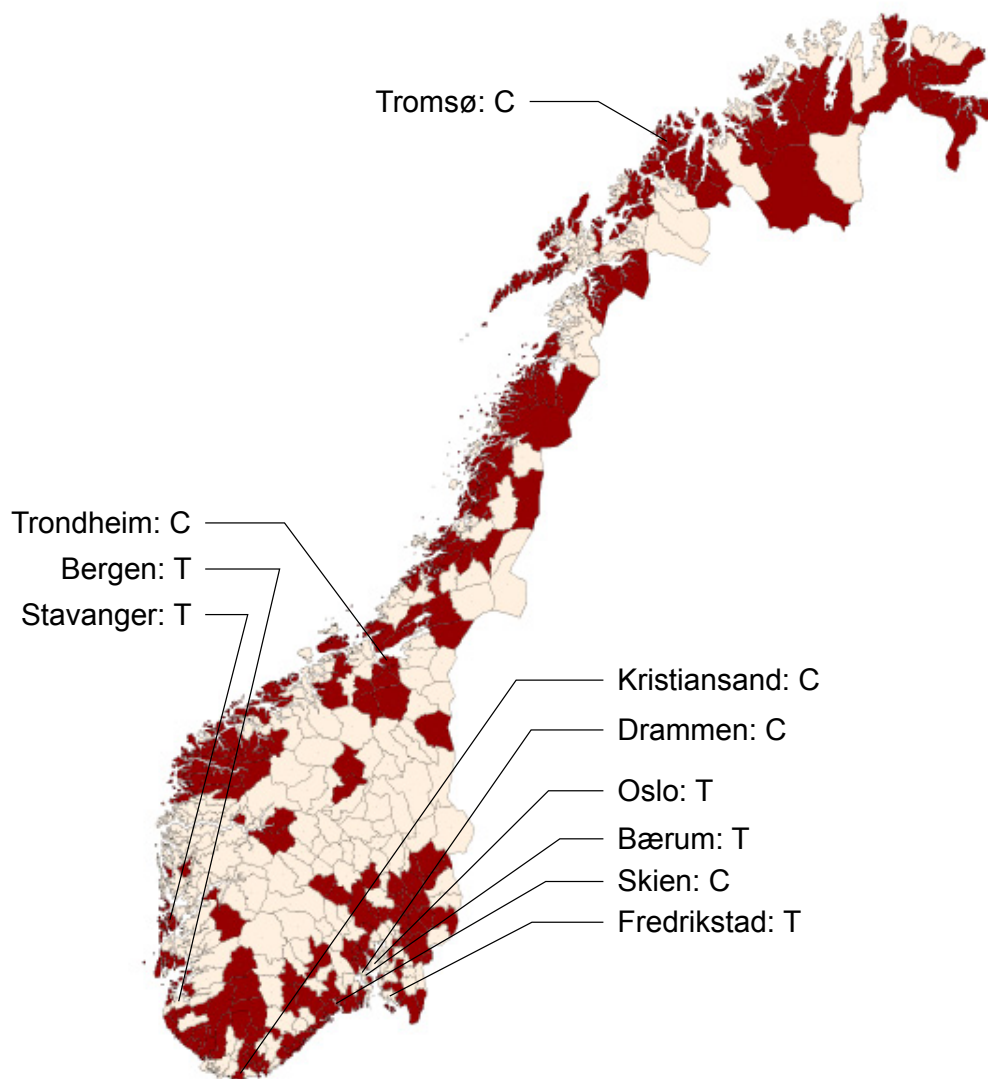 Tromsø: C
Trondheim: C
Bergen: T
Stavanger: T
Kristiansand: C
Drammen: C
Oslo: T
Bærum: T
Skien: C
Fredrikstad: T